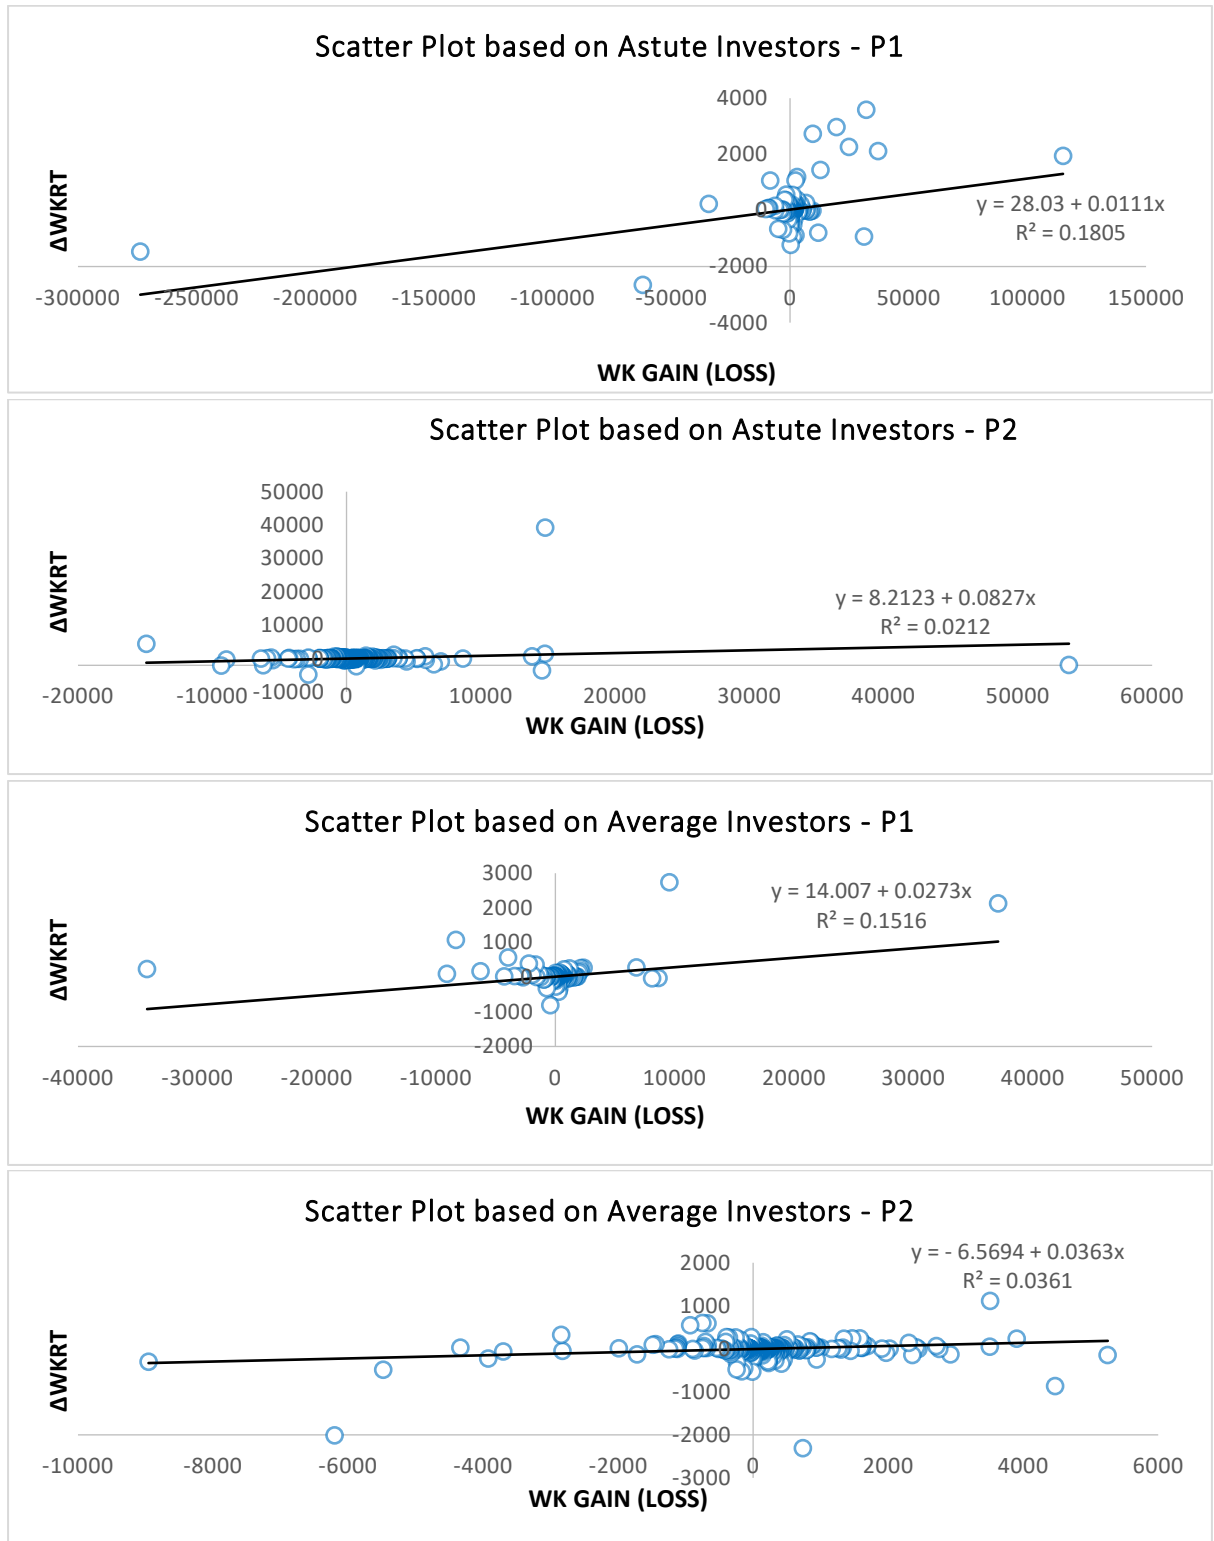 Scatter Plot based on Astute Investors - P1
4000
2000
0
-2000
-4000
ΔWKRT
y = 28.03 + 0.0111x
R² = 0.1805
-300000 -250000 -200000 -150000 -100000 -50000 0 50000 100000 150000
WK GAIN (LOSS)
Scatter Plot based on Astute Investors - P2
50000
40000
30000
20000
10000
0
-10000
ΔWKRT
y = 8.2123 + 0.0827x
R² = 0.0212
-20000 -10000 0 10000 20000 30000 40000 50000 60000
WK GAIN (LOSS)
Scatter Plot based on Average Investors - P1
3000
2000
1000
0
-1000
-2000
ΔWKRT
y = 14.007 + 0.0273x
R² = 0.1516
-40000 -30000 -20000 -10000 0 10000 20000 30000 40000 50000
WK GAIN (LOSS)
Scatter Plot based on Average Investors - P2
2000
1000
0
-1000
-2000
-3000
ΔWKRT
y = - 6.5694 + 0.0363x
R² = 0.0361
-10000 -8000 -6000 -4000 -2000 0 2000 4000 6000
WK GAIN (LOSS)